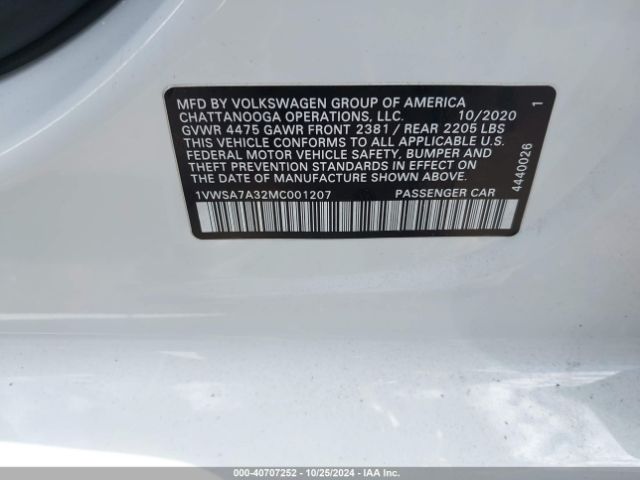 MFD BY VOLKSWAGEN GROUP OF AMERICA
CHATTANOOGA OPERATIONS, LLC. 10/2020
GVWR 4475 GAWR FRONT 2381 / REAR 2205 LBS
THIS VEHICLE CONFORMS TO ALL APPLICABLE U.S.
FEDERAL MOTOR VEHICLE SAFETY, BUMPER AND
THEFT PREVENTION STANDARDS IN EFFECT ON
DATE OF MANUFACTURE SHOWN ABOVE.
1VWSA7A32MC001207 PASSENGER CAR
4440026 1
000-40707252 - 10/25/2024 - IAA Inc.